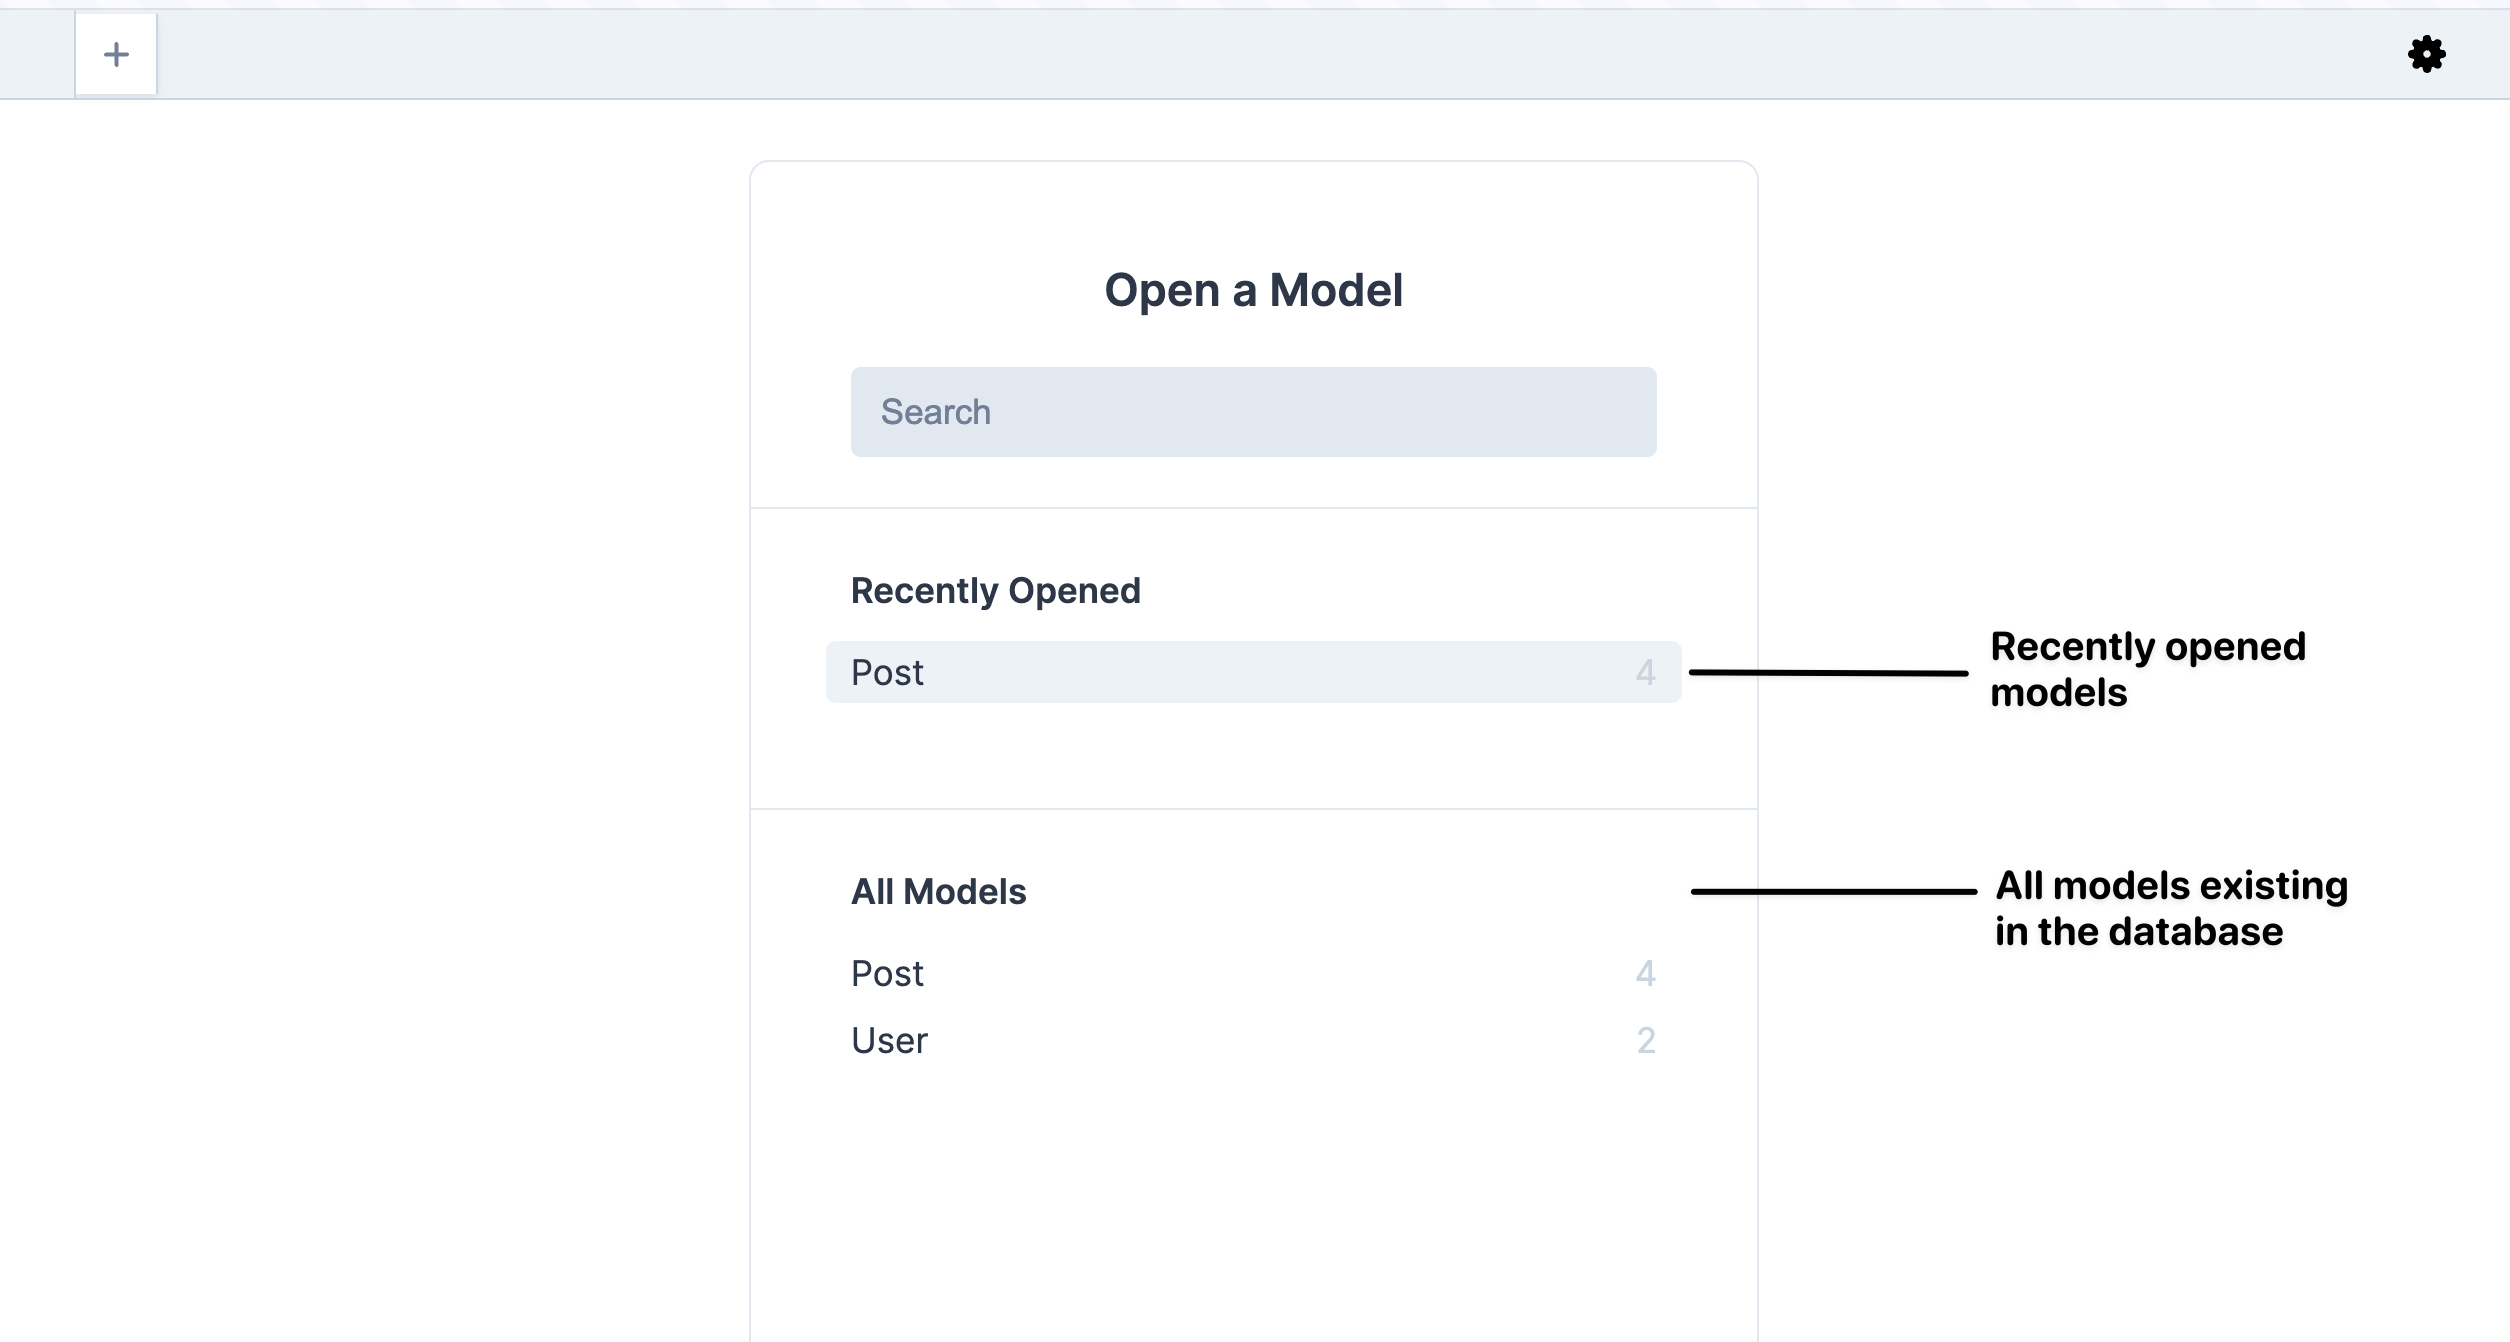 Open a Model
Search
Recently Opened
Post 4
Recently opened
models
All Models
All models existing
in the database
Post 4
User 2